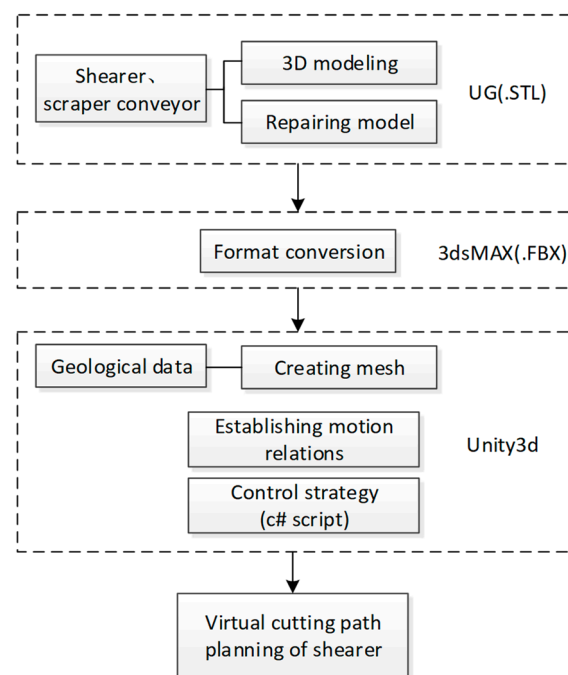 Shearer、
scraper conveyor
3D modeling
Repairing model
UG(.STL)
Format conversion
3dsMAX(.FBX)
Geological data
Creating mesh
Establishing motion
relations
Control strategy
(c# script)
Unity3d
Virtual cutting path
planning of shearer